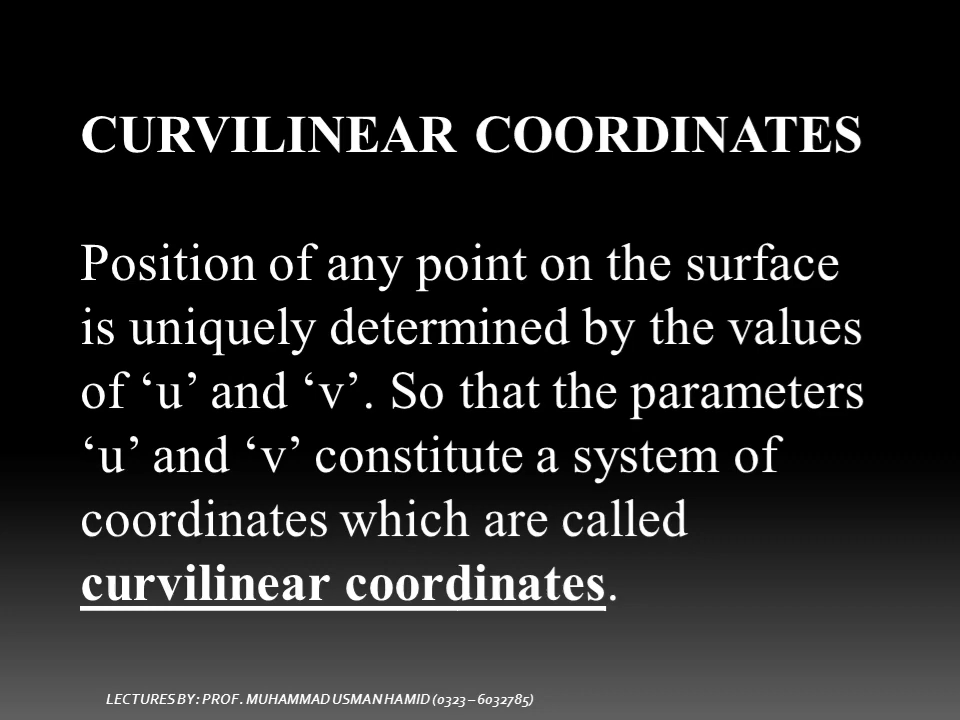 CURVILINEAR COORDINATES
Position of any point on the surface
is uniquely determined by the values
of ‘u’ and ‘v’. So that the parameters
‘u’ and ‘v’ constitute a system of
coordinates which are called
curvilinear coordinates.
LECTURES BY: PROF. MUHAMMAD USMAN HAMID (0323 – 6032785)